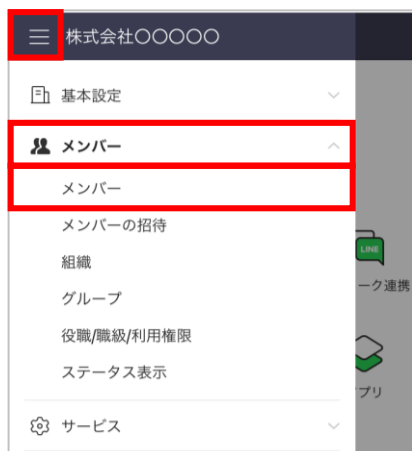 株式会社〇〇〇〇〇
基本設定
メンバー
メンバー
メンバーの招待
組織
グループ
役職/職級/利用権限
ステータス表示
サービス
LINE
ーク連携
プリ